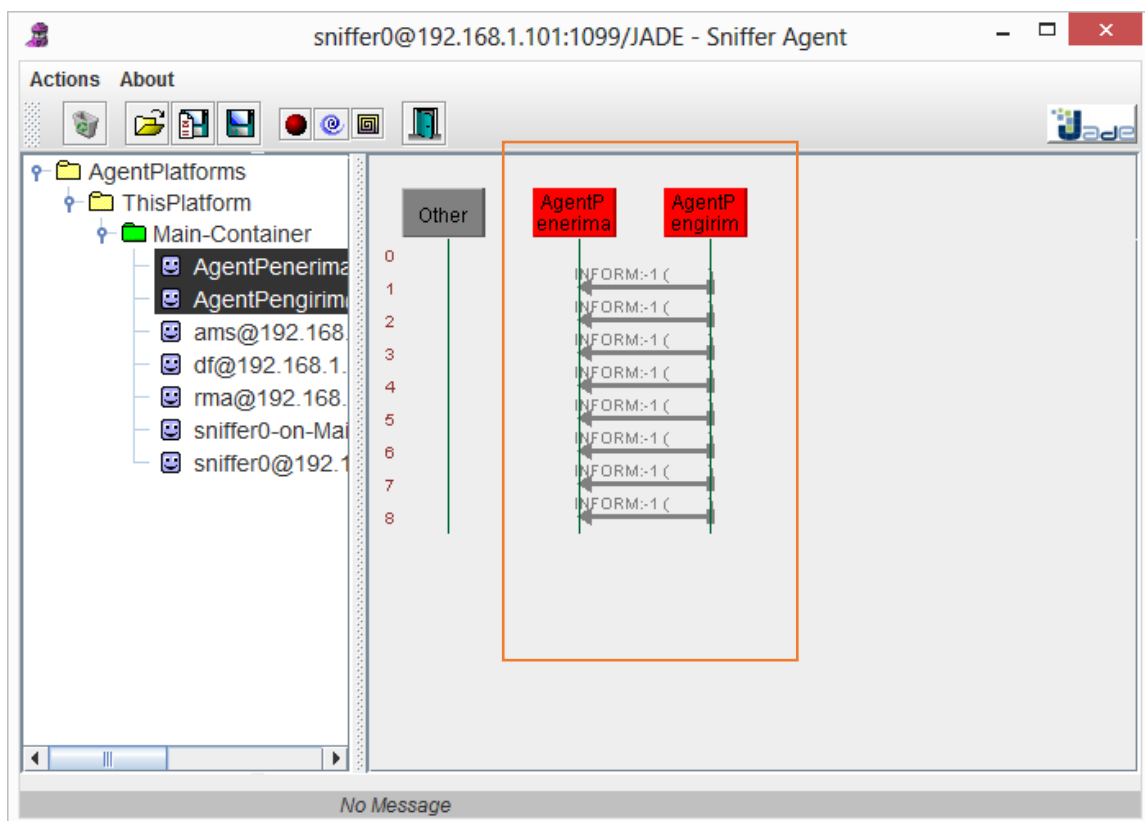 sniffer0@192.168.1.101:1099/JADE - Sniffer Agent
Actions About
Jade
AgentPlatforms
ThisPlatform
Main-Container
AgentPenerima
AgentPengirim
ams@192.168.
df@192.168.1.
rma@192.168.
sniffer0-on-Mai
sniffer0@192.1
Other
AgentP
enerima
AgentP
engirim
0
INFORM:-1 (
1
INFORM:-1 (
2
INFORM:-1 (
3
INFORM:-1 (
4
INFORM:-1 (
5
INFORM:-1 (
6
INFORM:-1 (
7
INFORM:-1 (
8
No Message